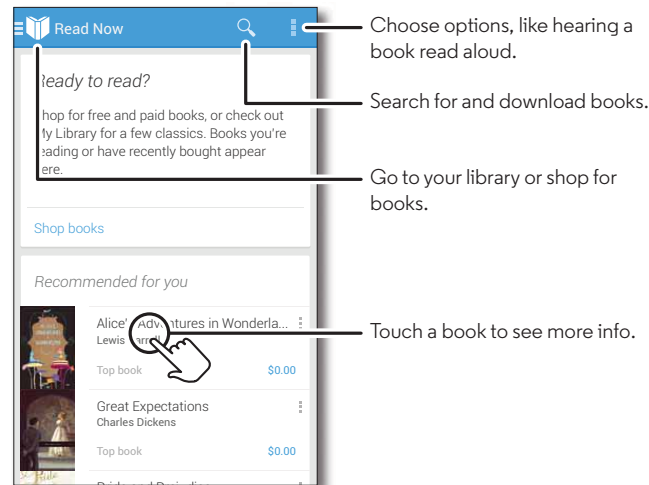 Read Now
Choose options, like hearing a
book read aloud.
Search for and download books.
Go to your library or shop for
books.
Touch a book to see more info.
Ready to read?
hop for free and paid books, or check out
My Library for a few classics. Books you're
eading or have recently bought appear
ere.
Shop books
Recommended for you
Alice's Adventures in Wonderla...
Lewis Carroll
Top book $0.00
Great Expectations
Charles Dickens
Top book $0.00